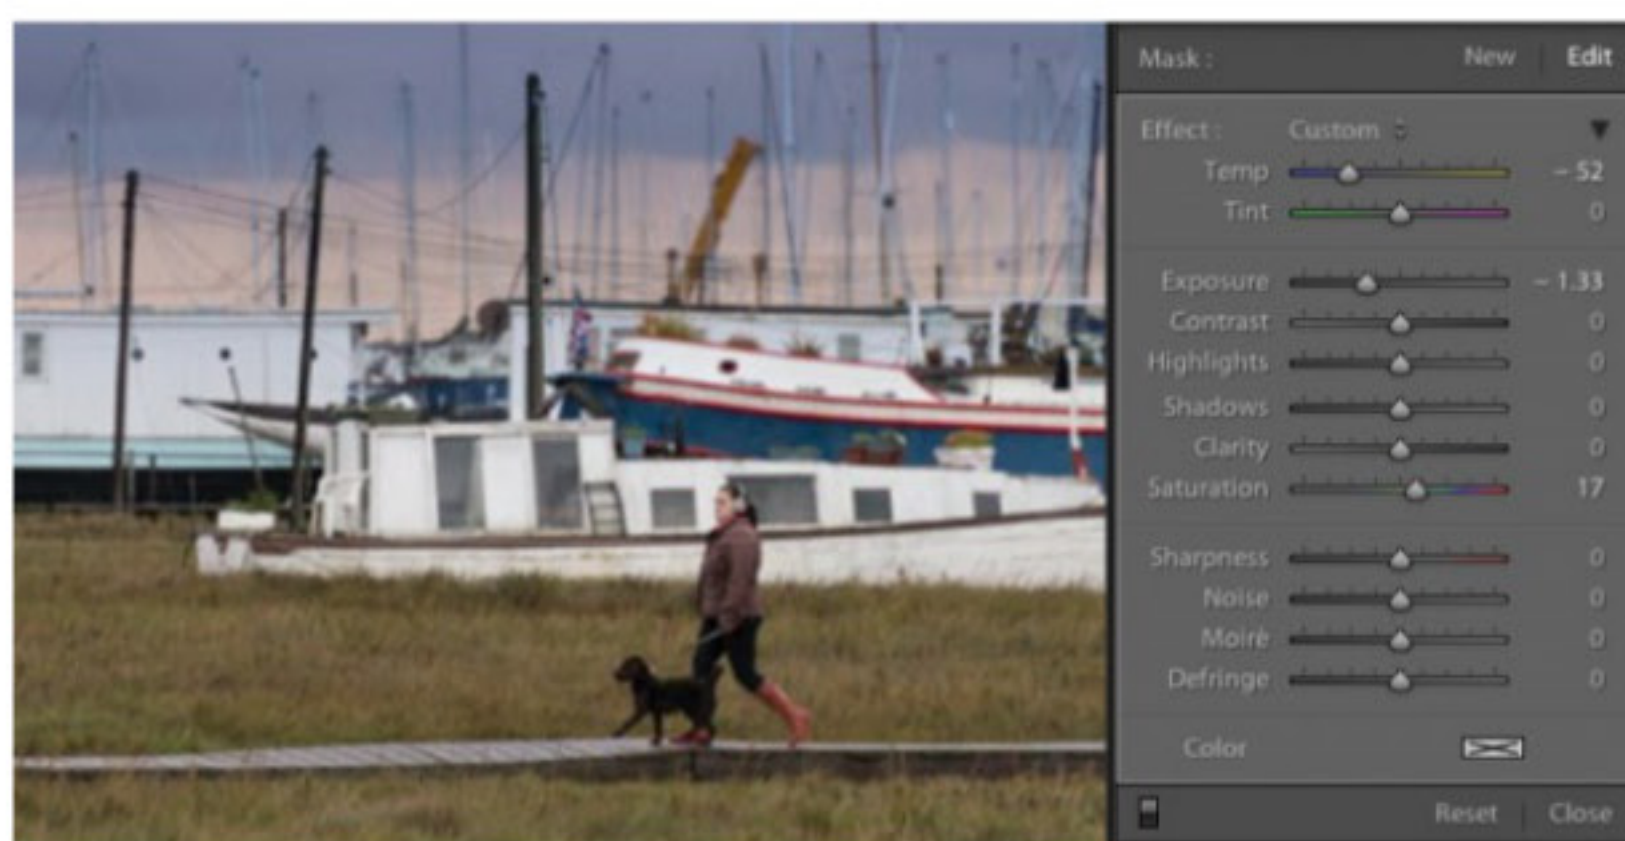 Mask : New Edit
Effect : Custom
Temp − 52
Tint 0
Exposure − 1.33
Contrast 0
Highlights 0
Shadows 0
Clarity 0
Saturation 17
Sharpness 0
Noise 0
Moiré 0
Defringe 0
Color
Reset Close